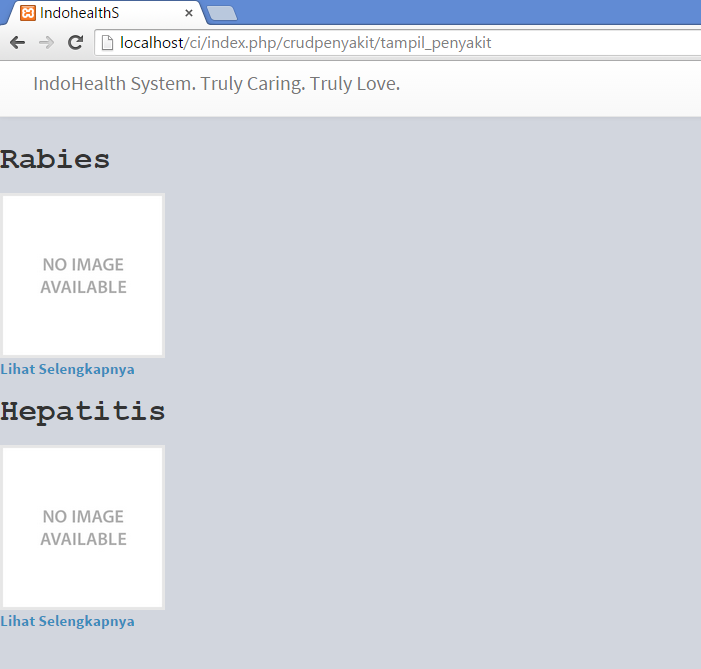 IndohealthS
localhost/ci/index.php/crudpenyakit/tampil_penyakit
IndoHealth System. Truly Caring. Truly Love.
Rabies
NO IMAGE
AVAILABLE
Lihat Selengkapnya
Hepatitis
NO IMAGE
AVAILABLE
Lihat Selengkapnya